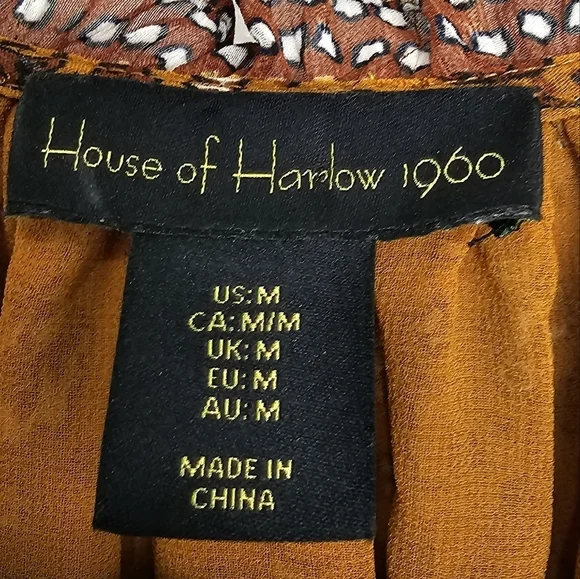 House of Harlow 1960
US: M
CA: M/M
UK: M
EU: M
AU: M
MADE IN
CHINA